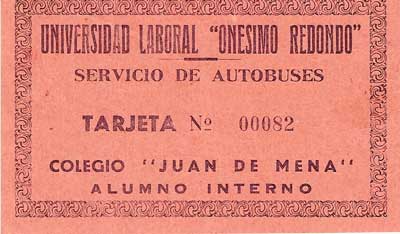 UNIVERSIDAD LABORAL "ONESIMO REDONDO"
SERVICIO DE AUTOBUSES
TARJETA Nº 00082
COLEGIO "JUAN DE MENA"
ALUMNO INTERNO